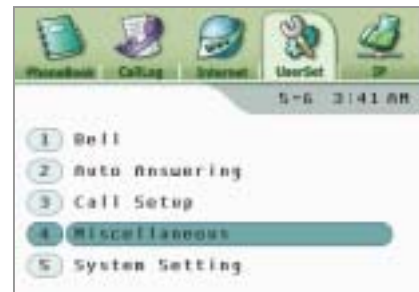 PhoneBook CallLog Internet UserSet IP
5-6 3:41 AM
1 Bell
2 Auto Answering
3 Call Setup
4 Miscellaneous
5 System Setting